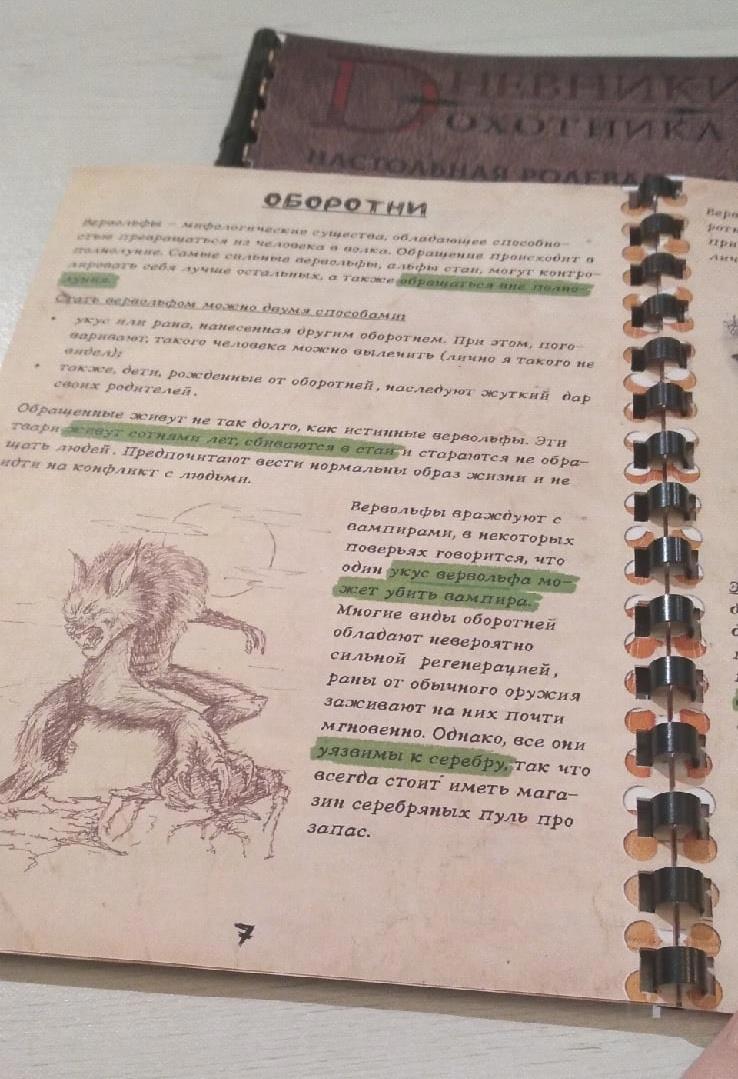 ДНЕВНИКИ
ОХОТНИКА
НАСТОЛЬНАЯ РОЛЕВА
ОБОРОТНИ
Вервольфы – мифологические существа, обладающее способно-
стью превращаться из человека в волка. Обращение происходит в
полнолуние. Самые сильные вервольфы, альфы стаи, могут контро-
лировать себя лучше остальных, а также обращаться вне полно-
луния.
Стать вервольфом можно двумя способами:
• укус или рана, нанесенная другим оборотнем. При этом, пого-
варивают, такого человека можно вылечить (лично я такого не
видел);
• также, дети, рожденные от оборотней, наследуют жуткий дар
своих родителей.
Обращенные живут не так долго, как истинные вервольфы. Эти
твари живут сотнями лет, сбиваются в стаи и стараются не обра-
щать людей. Предпочитают вести нормальны образ жизни и не
идти на конфликт с людьми.
Вервольфы враждуют с
вампирами, в некоторых
поверьях говорится, что
один укус вервольфа мо-
жет убить вампира.
Многие виды оборотней
обладают невероятно
сильной регенерацией,
раны от обычного оружия
заживают на них почти
мгновенно. Однако, все они
уязвимы к серебру, так что
всегда стоит иметь мага-
зин серебряных пуль про
запас.
7